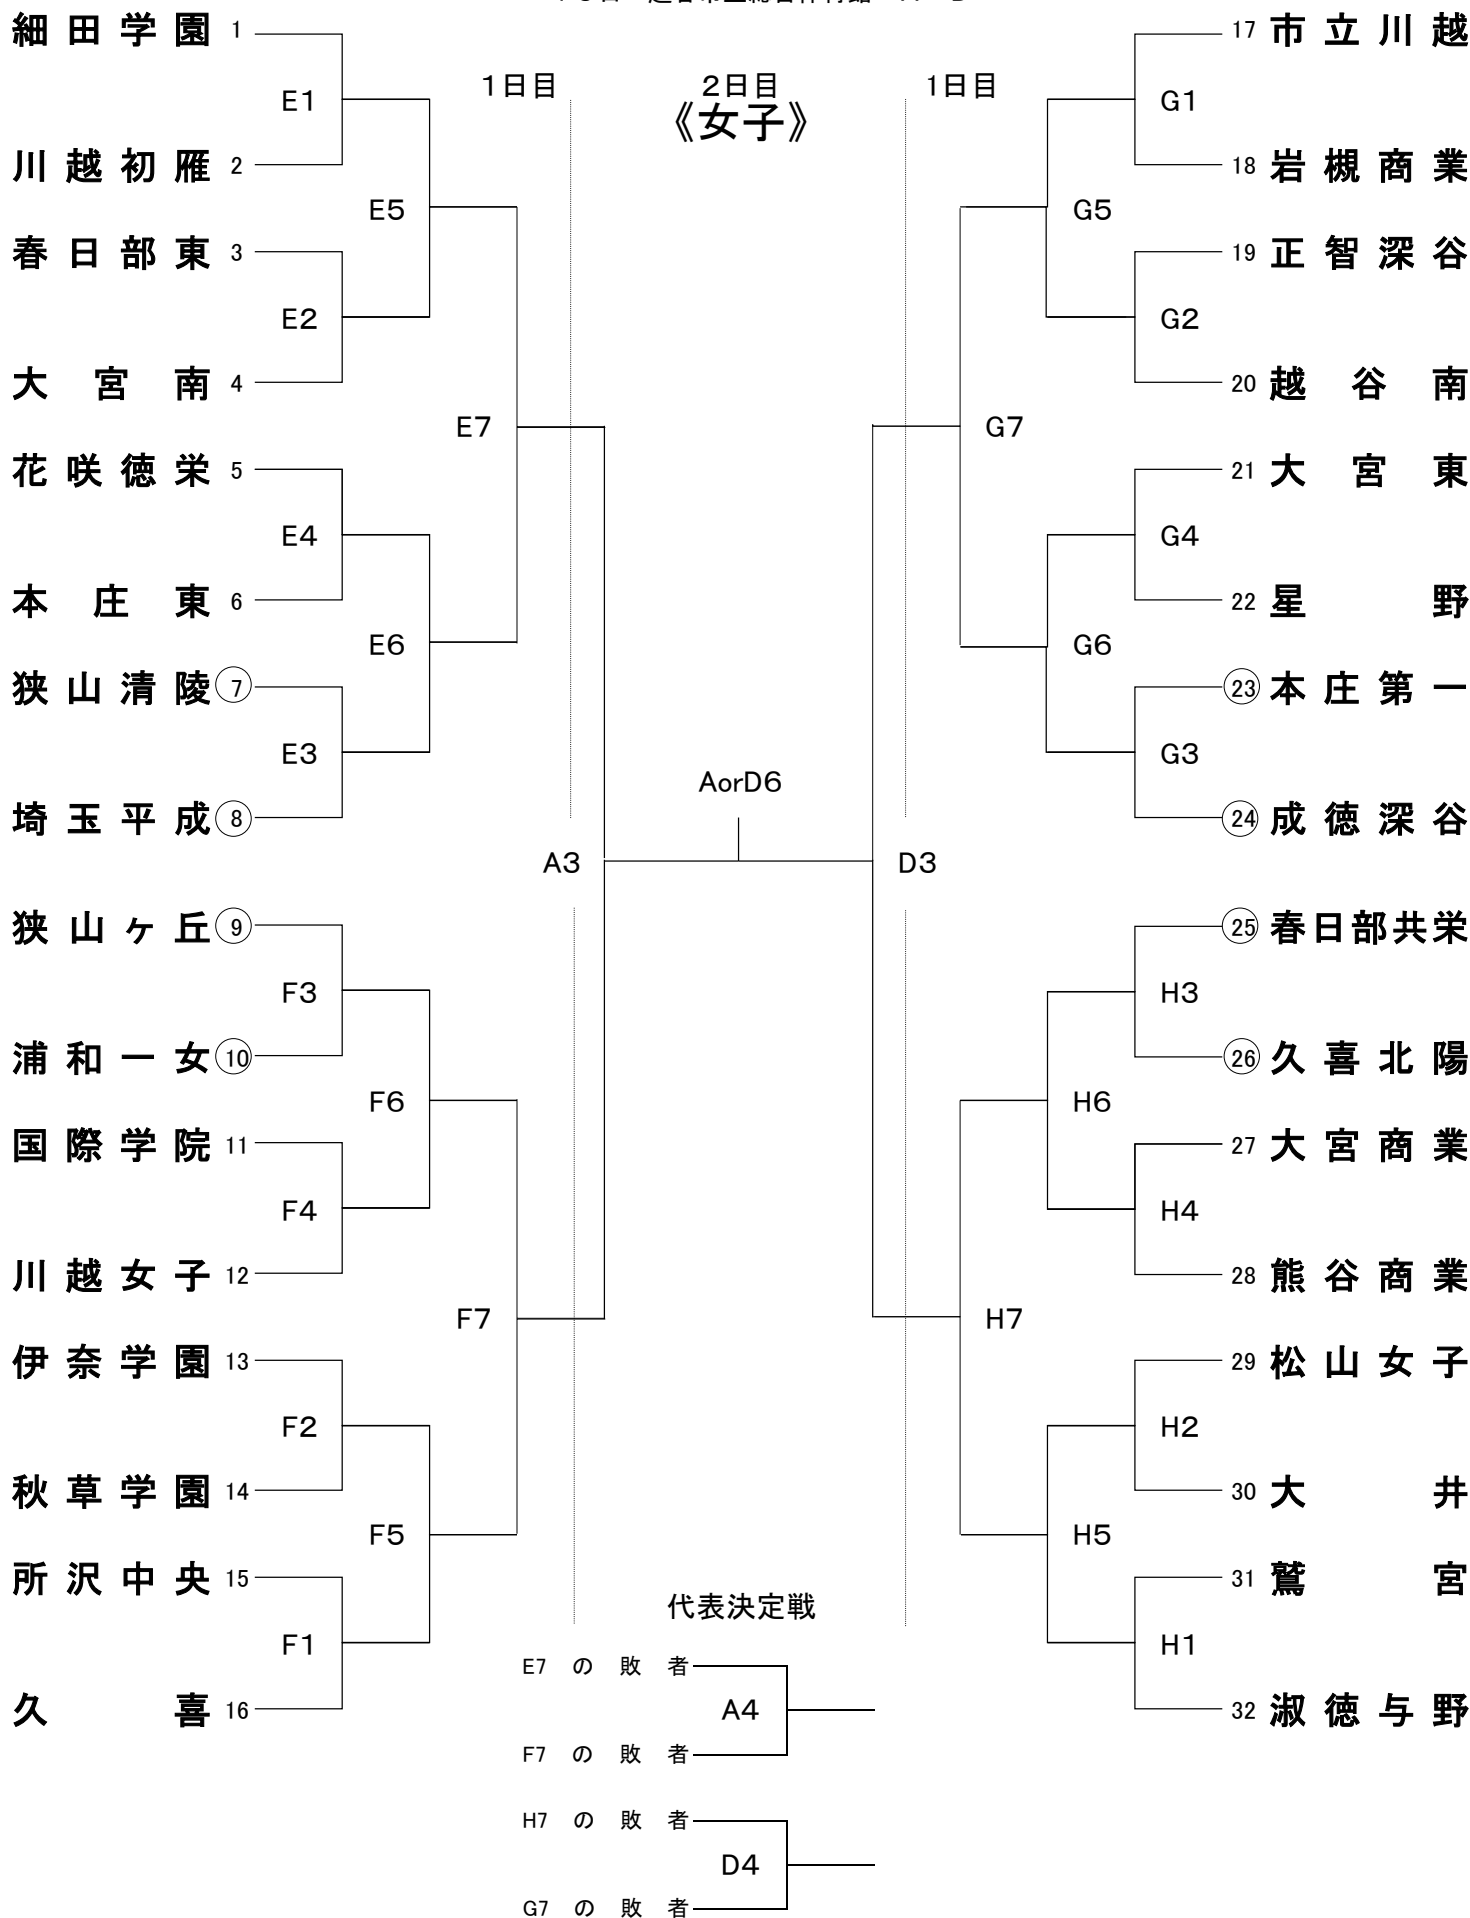 1日目 2日目 1日目
《女子》
細田学園 1
E1
川越初雁 2
E5
春日部東 3
E2
大宮南 4
E7
花咲徳栄 5
E4
本庄東 6
E6
狭山清陵 ⑦
E3
埼玉平成 ⑧
A3
狭山ヶ丘 ⑨
F3
浦和一女 ⑩
F6
国際学院 11
F4
川越女子 12
F7
伊奈学園 13
F2
秋草学園 14
F5
所沢中央 15
F1
久喜 16
AorD6
17 市立川越
G1
18 岩槻商業
G5
19 正智深谷
G2
20 越谷南
G7
21 大宮東
G4
22 星野
G6
㉓ 本庄第一
G3
㉔ 成徳深谷
D3
㉕ 春日部共栄
H3
㉖ 久喜北陽
H6
27 大宮商業
H4
28 熊谷商業
H7
29 松山女子
H2
30 大井
H5
31 鷲宮
H1
32 淑徳与野
代表決定戦
E7の敗者
A4
F7の敗者
H7の敗者
D4
G7の敗者